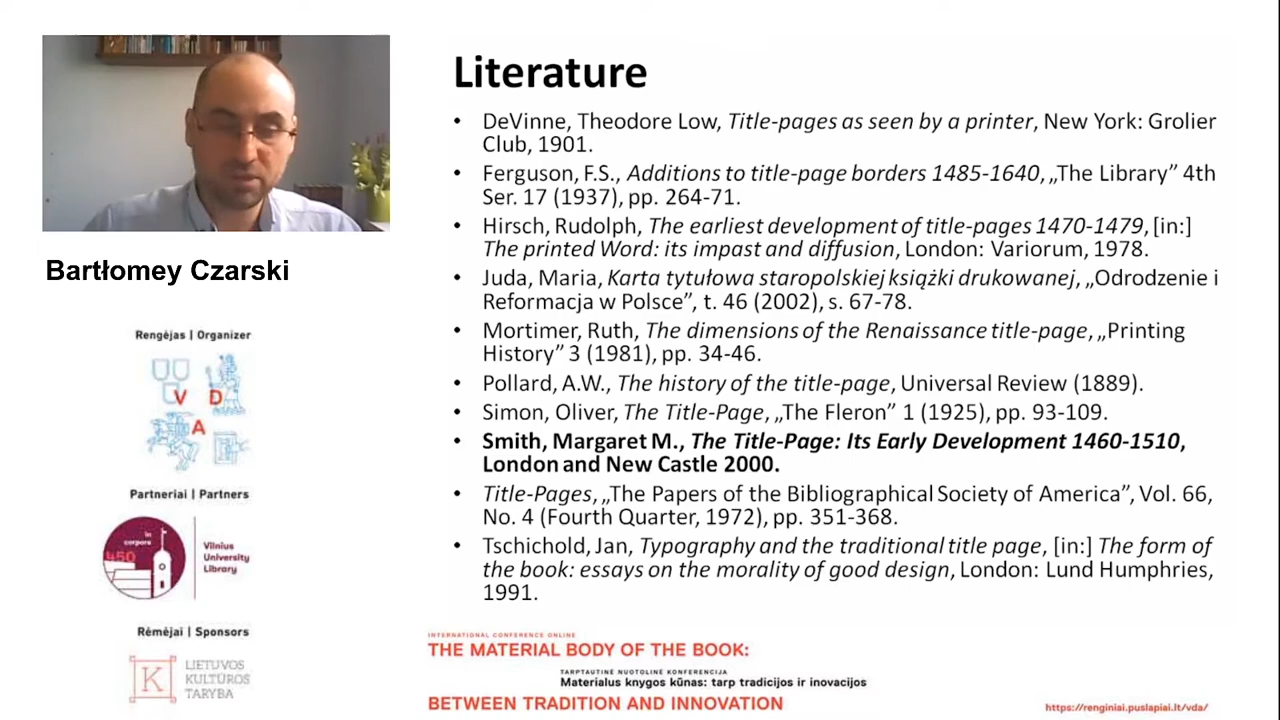 Literature
• DeVinne, Theodore Low, Title-pages as seen by a printer, New York: Grolier
Club, 1901.
• Ferguson, F.S., Additions to title-page borders 1485-1640, „The Library” 4th
Ser. 17 (1937), pp. 264-71.
• Hirsch, Rudolph, The earliest development of title-pages 1470-1479, [in:]
The printed Word: its impast and diffusion, London: Variorum, 1978.
• Juda, Maria, Karta tytułowa staropolskiej książki drukowanej, „Odrodzenie i
Reformacja w Polsce”, t. 46 (2002), s. 67-78.
• Mortimer, Ruth, The dimensions of the Renaissance title-page, „Printing
History” 3 (1981), pp. 34-46.
• Pollard, A.W., The history of the title-page, Universal Review (1889).
• Simon, Oliver, The Title-Page, „The Fleron” 1 (1925), pp. 93-109.
• Smith, Margaret M., The Title-Page: Its Early Development 1460-1510,
London and New Castle 2000.
• Title-Pages, „The Papers of the Bibliographical Society of America”, Vol. 66,
No. 4 (Fourth Quarter, 1972), pp. 351-368.
• Tschichold, Jan, Typography and the traditional title page, [in:] The form of
the book: essays on the morality of good design, London: Lund Humphries,
1991.
Bartłomey Czarski
Rengėjas | Organizer
V D
A
Partneriai | Partners
in
corpore
450
Vilnius
University
Library
Rėmėjai | Sponsors
K
LIETUVOS
KULTŪROS
TARYBA
INTERNATIONAL CONFERENCE ONLINE
THE MATERIAL BODY OF THE BOOK:
TARPTAUTINĖ NUOTOLINĖ KONFERENCIJA
Materialus knygos kūnas: tarp tradicijos ir inovacijos
BETWEEN TRADITION AND INNOVATION
https://renginiai.puslapiai.lt/vda/